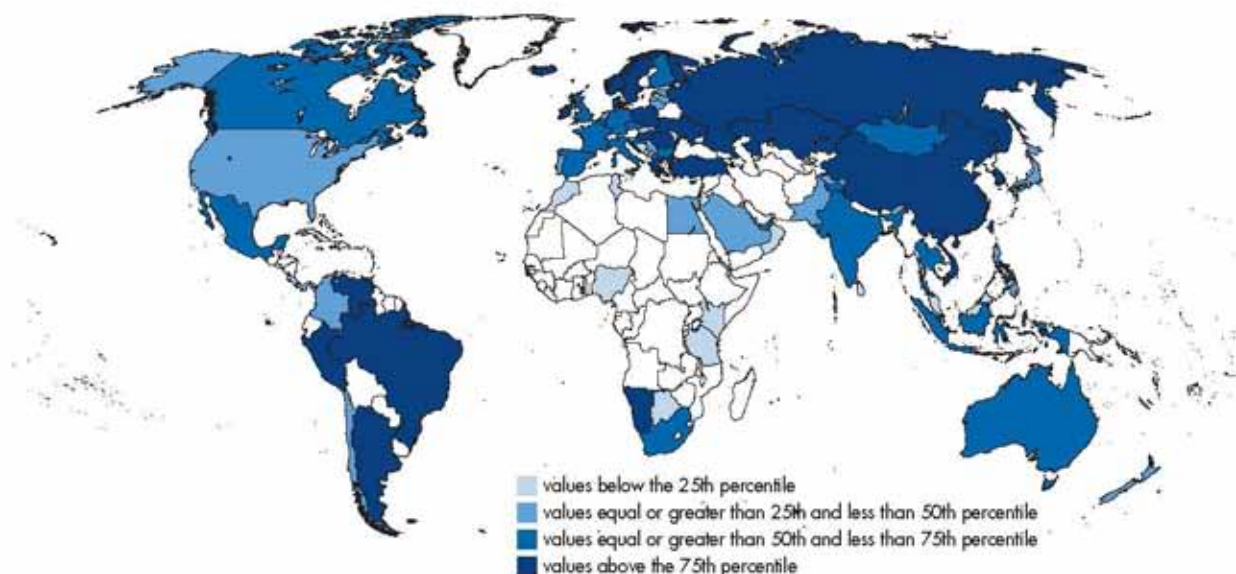 values below the 25th percentile
values equal or greater than 25th and less than 50th percentile
values equal or greater than 50th and less than 75th percentile
values above the 75th percentile